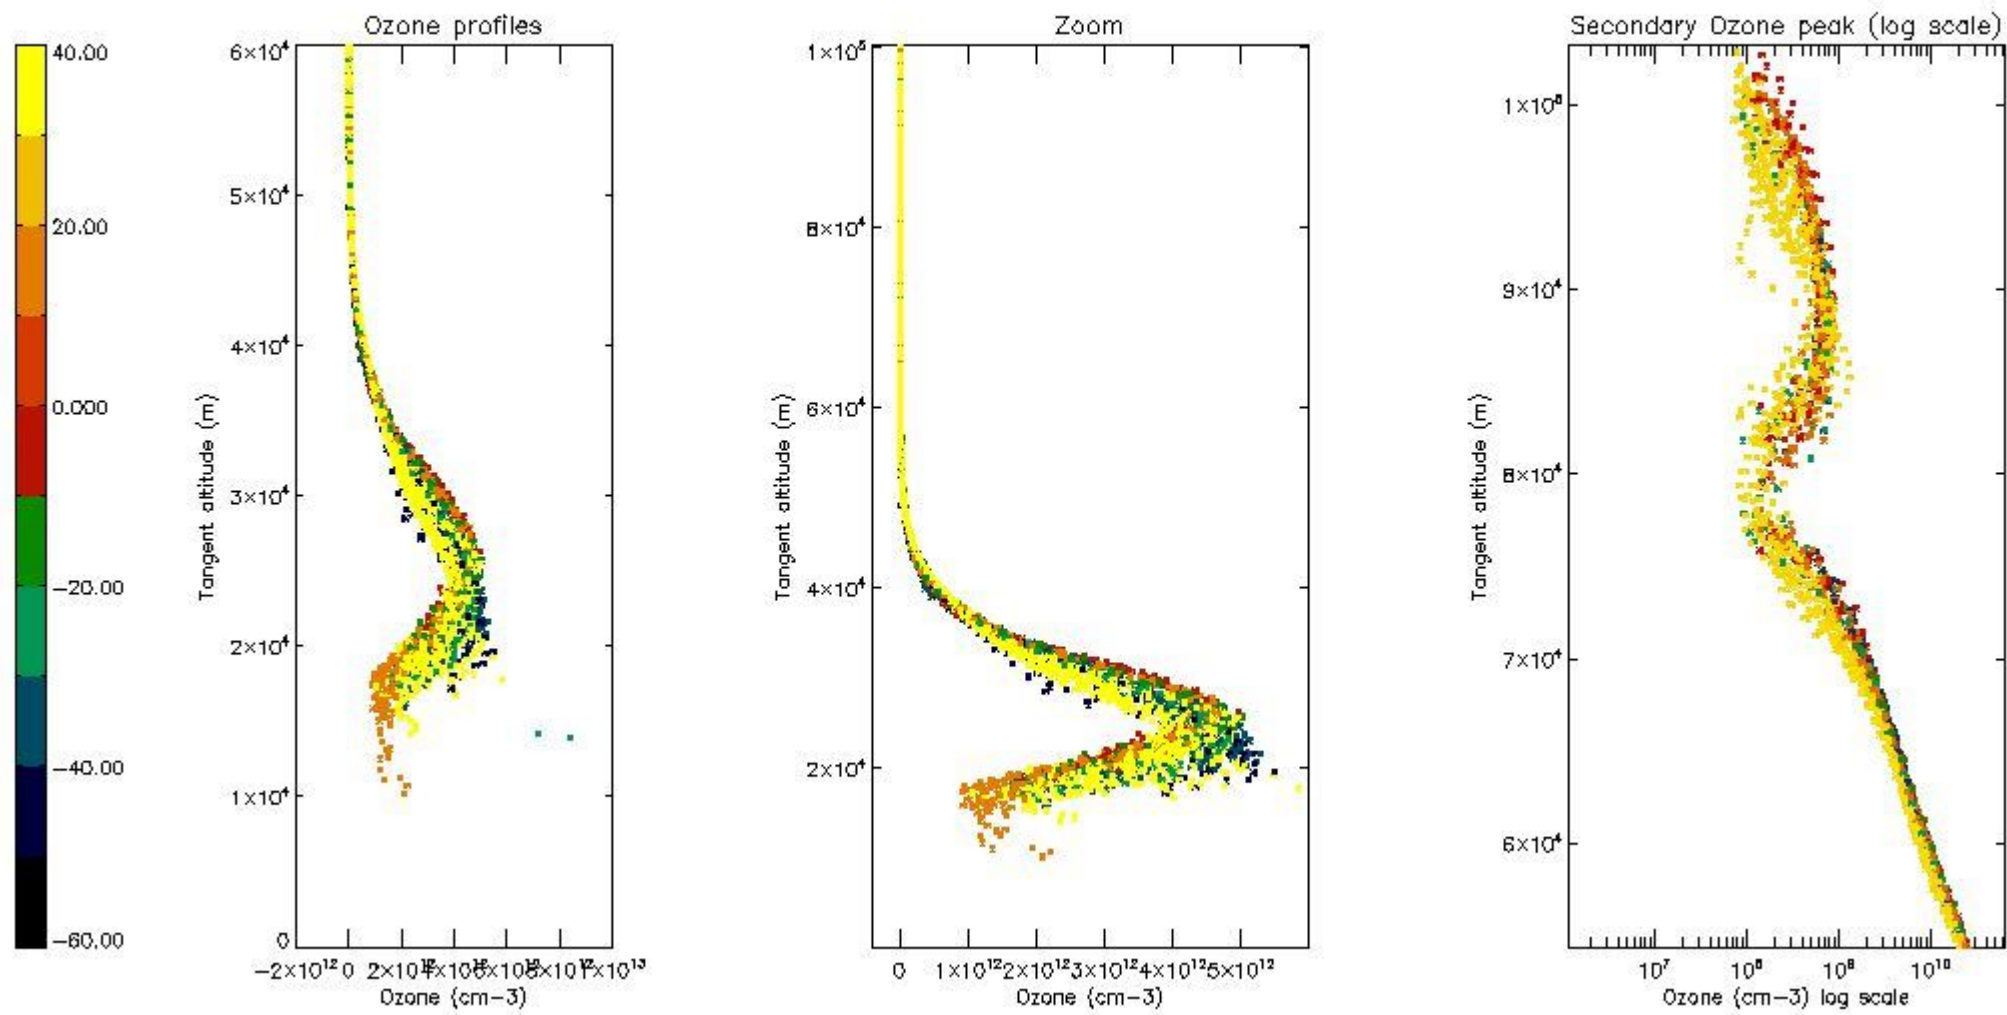 Ozone profiles
Zoom
Secondary Ozone peak (log scale)
40.00
20.00
0.000
−20.00
−40.00
−60.00
Tangent altitude (m)
6×10⁴
5×10⁴
4×10⁴
3×10⁴
2×10⁴
1×10⁴
0
−2×10¹² 0
Ozone (cm−3)
Tangent altitude (m)
1×10⁵
8×10⁴
6×10⁴
4×10⁴
2×10⁴
0 1×10¹² 2×10¹² 3×10¹² 4×10¹² 5×10¹²
Ozone (cm−3)
Tangent altitude (m)
9×10⁴
8×10⁴
7×10⁴
6×10⁴
10⁷ 10⁸ 10⁹ 10¹⁰
Ozone (cm−3) log scale